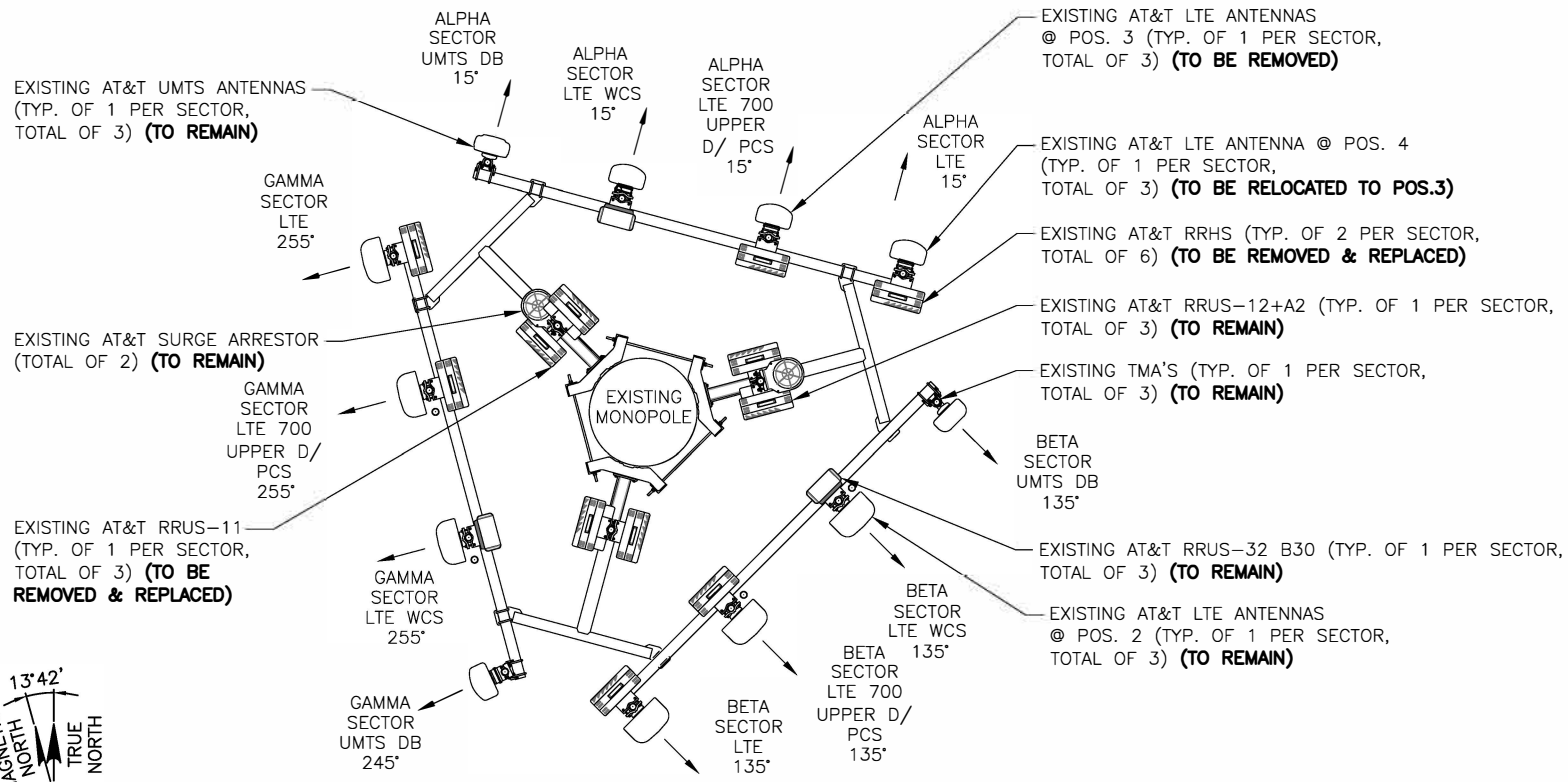 EXISTING AT&T UMTS ANTENNAS
(TYP. OF 1 PER SECTOR,
TOTAL OF 3) (TO REMAIN)
ALPHA
SECTOR
UMTS DB
15°
ALPHA
SECTOR
LTE WCS
15°
ALPHA
SECTOR
LTE 700
UPPER
D/ PCS
15°
ALPHA
SECTOR
LTE
15°
EXISTING AT&T LTE ANTENNAS
@ POS. 3 (TYP. OF 1 PER SECTOR,
TOTAL OF 3) (TO BE REMOVED)
EXISTING AT&T LTE ANTENNA @ POS. 4
(TYP. OF 1 PER SECTOR,
TOTAL OF 3) (TO BE RELOCATED TO POS.3)
EXISTING AT&T RRHS (TYP. OF 2 PER SECTOR,
TOTAL OF 6) (TO BE REMOVED & REPLACED)
EXISTING AT&T RRUS-12+A2 (TYP. OF 1 PER SECTOR,
TOTAL OF 3) (TO REMAIN)
EXISTING TMA'S (TYP. OF 1 PER SECTOR,
TOTAL OF 3) (TO REMAIN)
GAMMA
SECTOR
LTE
255°
EXISTING AT&T SURGE ARRESTOR
(TOTAL OF 2) (TO REMAIN)
GAMMA
SECTOR
LTE 700
UPPER D/
PCS
255°
EXISTING
MONOPOLE
BETA
SECTOR
UMTS DB
135°
EXISTING AT&T RRUS-11
(TYP. OF 1 PER SECTOR,
TOTAL OF 3) (TO BE
REMOVED & REPLACED)
EXISTING AT&T RRUS-32 B30 (TYP. OF 1 PER SECTOR,
TOTAL OF 3) (TO REMAIN)
GAMMA
SECTOR
LTE WCS
255°
BETA
SECTOR
LTE WCS
135°
EXISTING AT&T LTE ANTENNAS
@ POS. 2 (TYP. OF 1 PER SECTOR,
TOTAL OF 3) (TO REMAIN)
BETA
SECTOR
LTE 700
UPPER D/
PCS
135°
GAMMA
SECTOR
UMTS DB
245°
BETA
SECTOR
LTE
135°
13°42'
NORTH
TRUE
NORTH